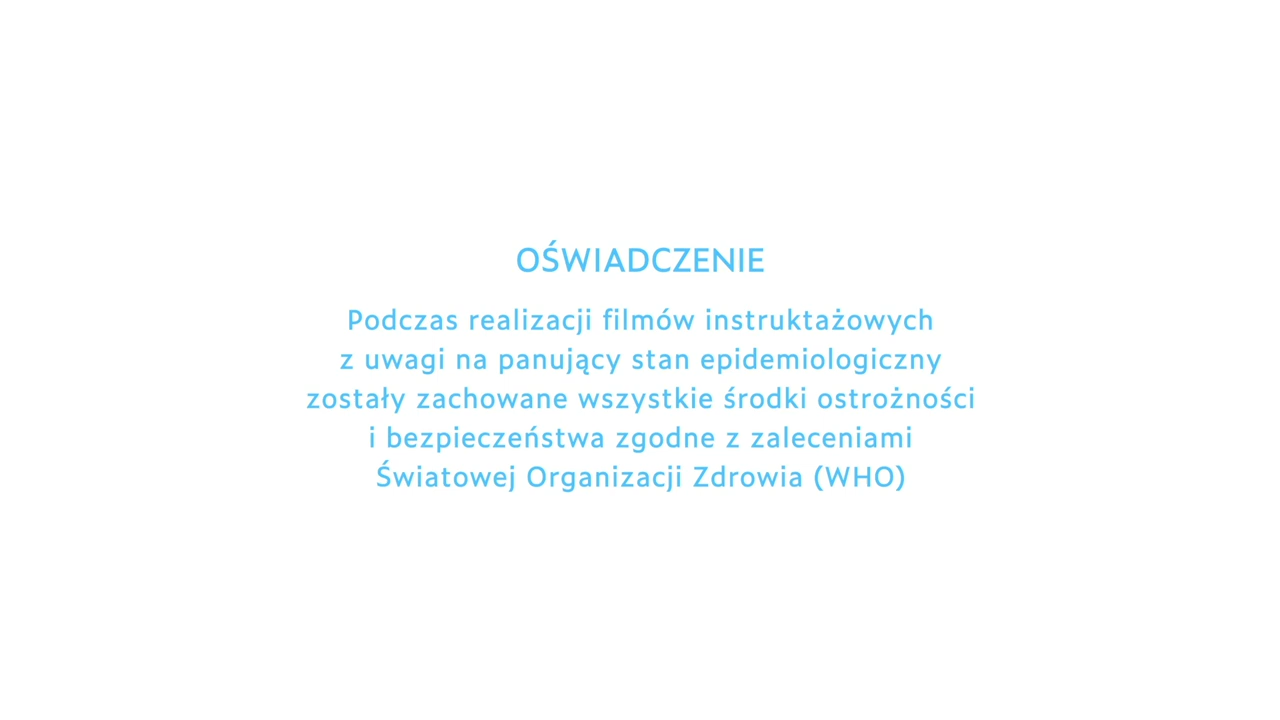 OŚWIADCZENIE
Podczas realizacji filmów instruktażowych
z uwagi na panujący stan epidemiologiczny
zostały zachowane wszystkie środki ostrożności
i bezpieczeństwa zgodne z zaleceniami
Światowej Organizacji Zdrowia (WHO)